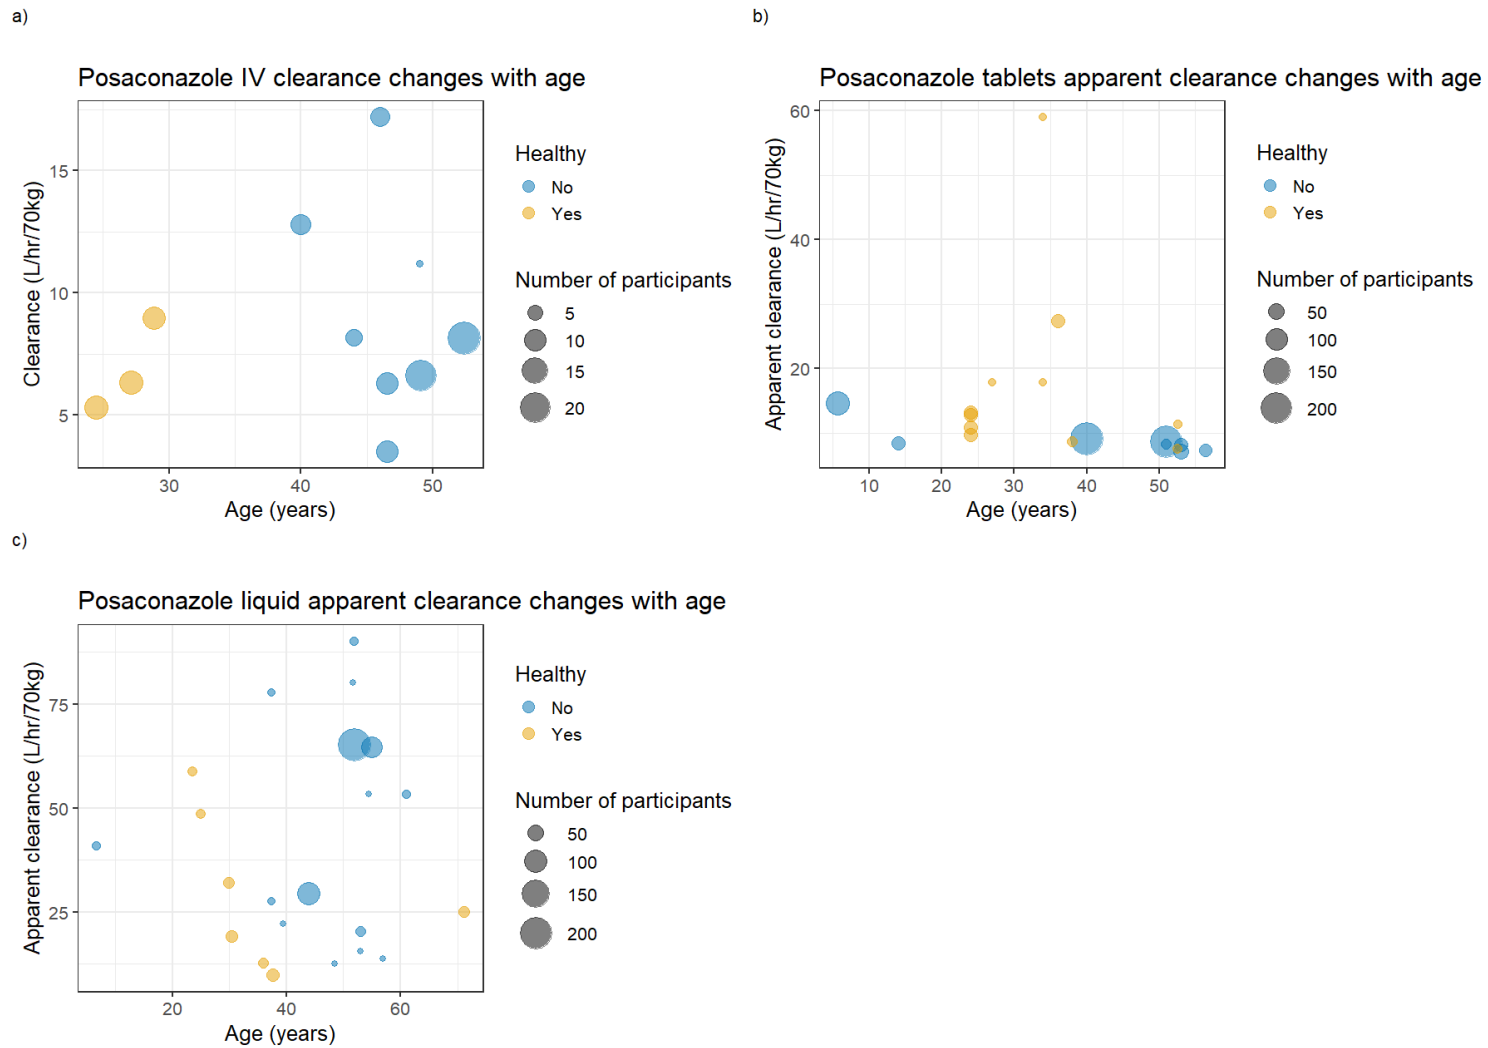 a)
Posaconazole IV clearance changes with age
Clearance (L/hr/70kg)
15
10
5
30 40 50
Age (years)
Healthy
No
Yes
Number of participants
5
10
15
20
b)
Posaconazole tablets apparent clearance changes with age
Apparent clearance (L/hr/70kg)
60
40
20
10 20 30 40 50
Age (years)
Healthy
No
Yes
Number of participants
50
100
150
200
c)
Posaconazole liquid apparent clearance changes with age
Apparent clearance (L/hr/70kg)
75
50
25
20 40 60
Age (years)
Healthy
No
Yes
Number of participants
50
100
150
200